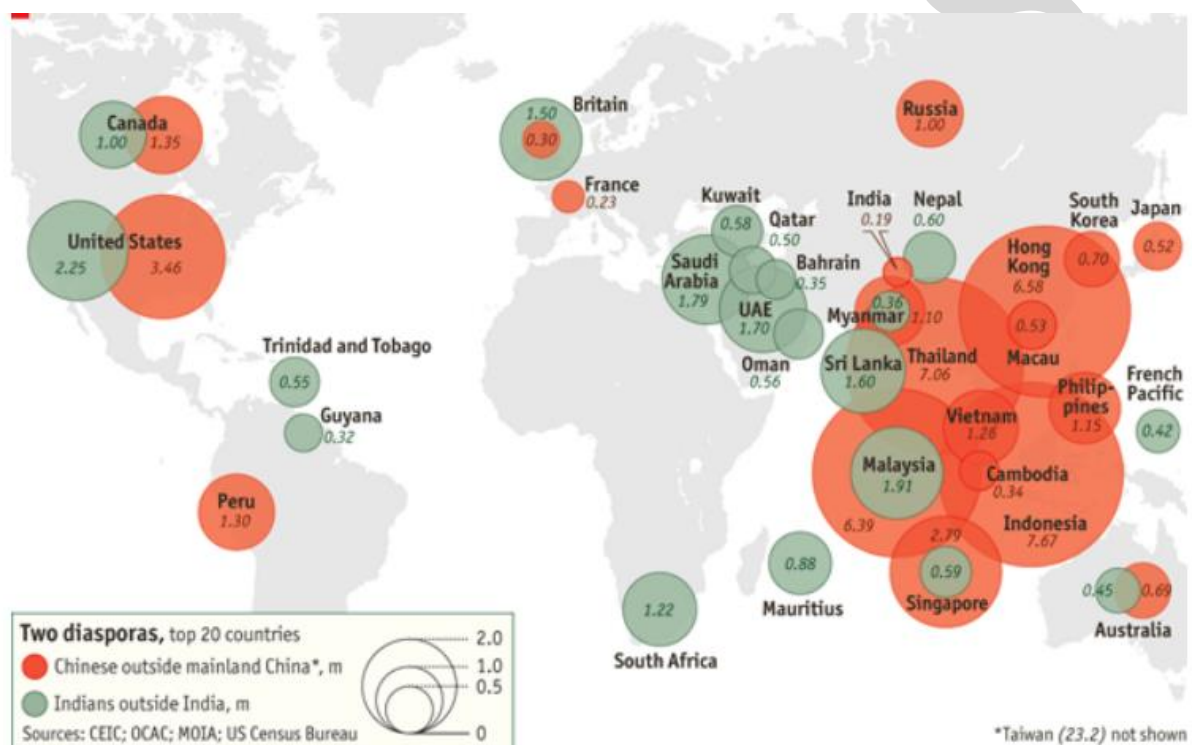 Canada
1.00 1.35
United States
2.25 3.46
Trinidad and Tobago
0.55
Guyana
0.32
Peru
1.30
Britain
1.50
0.30
France
0.23
Russia
1.00
Kuwait
0.58
Qatar
0.50
Saudi
Arabia
1.79
Bahrain
0.35
UAE
1.70
Oman
0.56
India
0.19
Nepal
0.60
Myanmar
0.36
1.10
Sri Lanka
1.60
Thailand
7.06
Hong
Kong
6.58
South
Korea
0.70
Japan
0.52
0.53
Macau
Philip-
pines
1.15
French
Pacific
0.42
Vietnam
1.26
Malaysia
1.91
6.39
Cambodia
0.34
Indonesia
7.67
2.79
0.59
Singapore
0.88
Mauritius
1.22
South Africa
0.45 0.69
Australia
Two diasporas, top 20 countries
Chinese outside mainland China*, m
Indians outside India, m
Sources: CEIC; OCAC; MOIA; US Census Bureau
2.0
1.0
0.5
0
*Taiwan (23.2) not shown